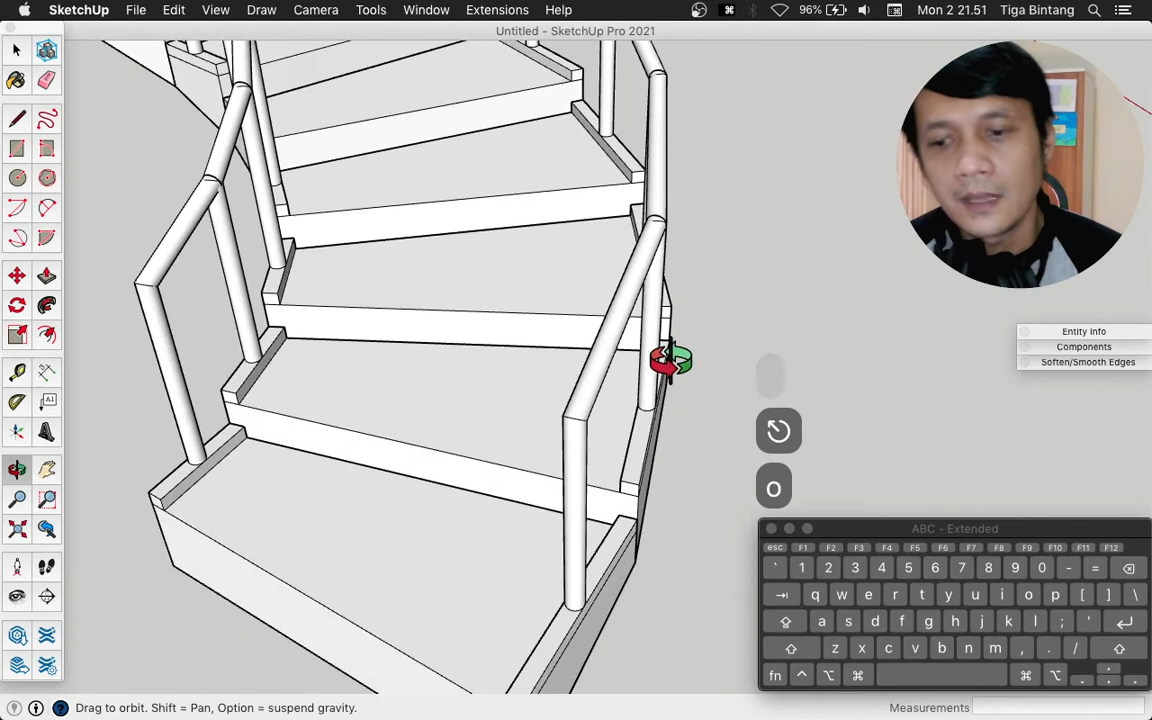 SketchUp File Edit View Draw Camera Tools Window Extensions Help 96% Mon 2 21.51 Tiga Bintang
Untitled - SketchUp Pro 2021
A1
Entity Info
Components
Soften/Smooth Edges
o
ABC - Extended
esc F1 F2 F3 F4 F5 F6 F7 F8 F9 F10 F11 F12
` 1 2 3 4 5 6 7 8 9 0 - =
q w e r t y u i o p [ ] \
a s d f g h j k l ; '
z x c v b n m , . /
fn
Drag to orbit. Shift = Pan, Option = suspend gravity. Measurements